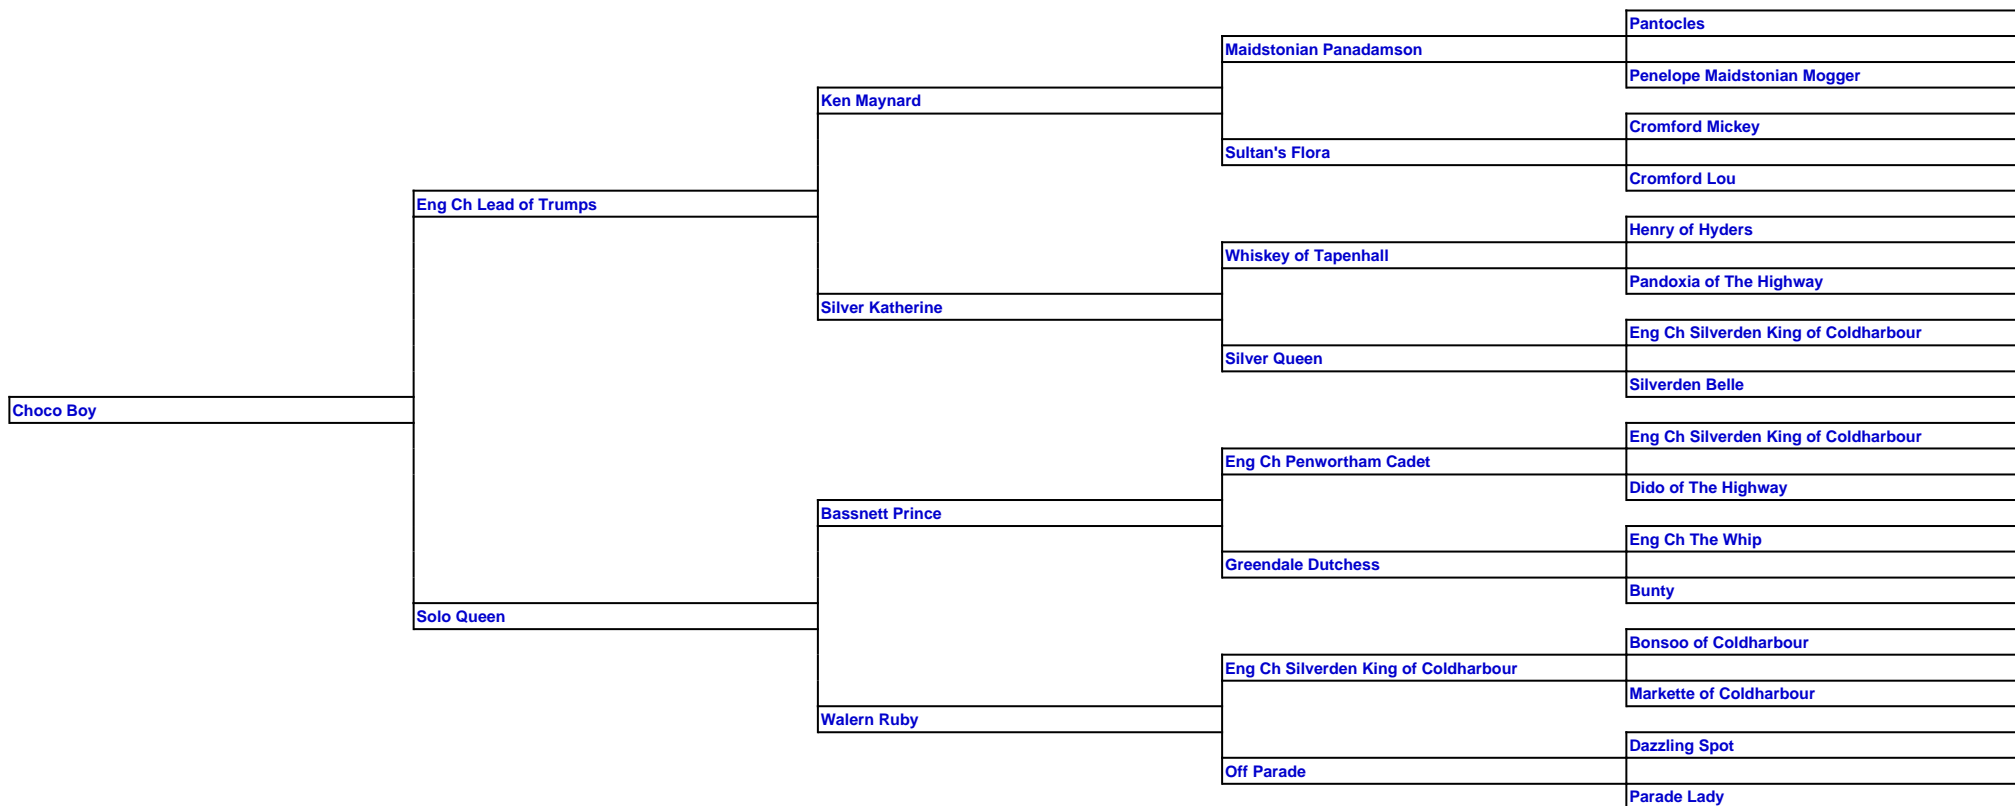 Pantocles
Maidstonian Panadamson
Penelope Maidstonian Mogger
Ken Maynard
Cromford Mickey
Sultan's Flora
Cromford Lou
Eng Ch Lead of Trumps
Henry of Hyders
Whiskey of Tapenhall
Pandoxia of The Highway
Silver Katherine
Eng Ch Silverden King of Coldharbour
Silver Queen
Silverden Belle
Choco Boy
Eng Ch Silverden King of Coldharbour
Eng Ch Penwortham Cadet
Dido of The Highway
Bassnett Prince
Eng Ch The Whip
Greendale Dutchess
Bunty
Solo Queen
Bonsoo of Coldharbour
Eng Ch Silverden King of Coldharbour
Markette of Coldharbour
Walern Ruby
Dazzling Spot
Off Parade
Parade Lady